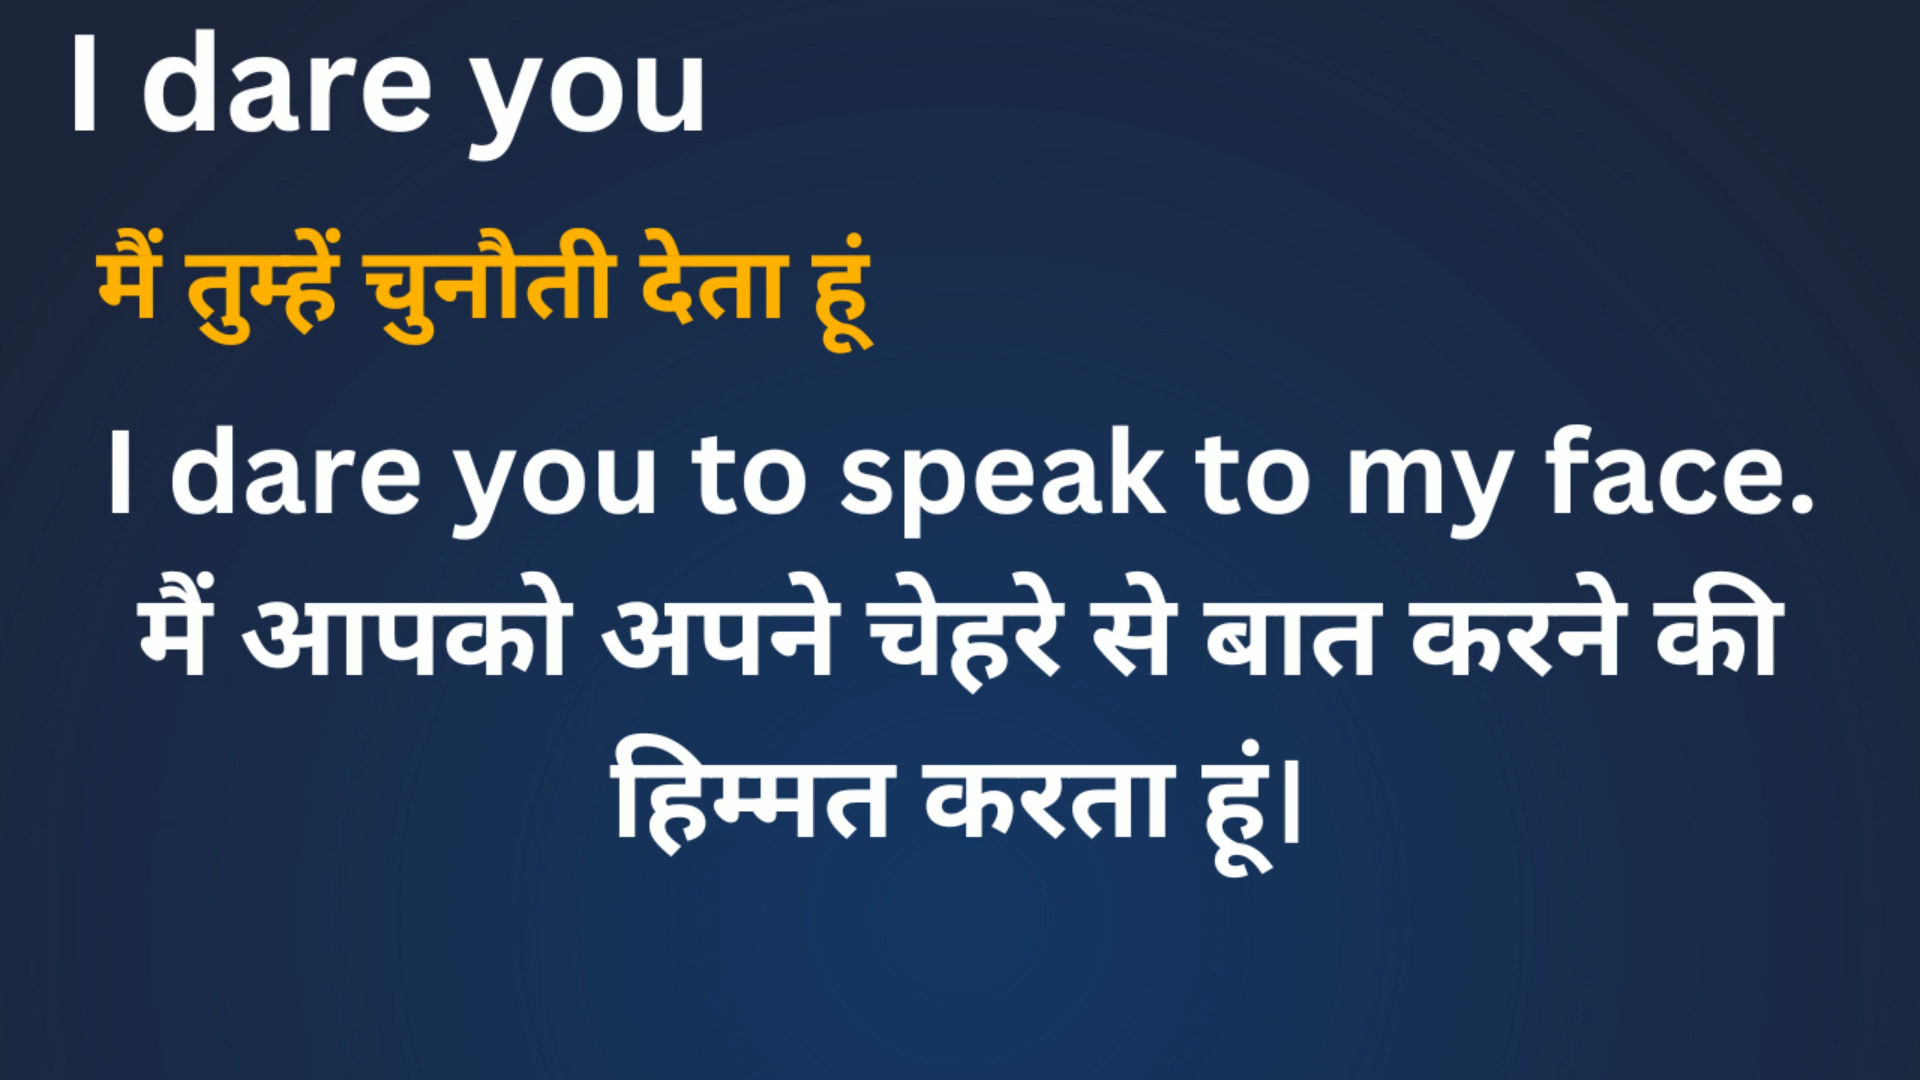 I dare you
मैं तुम्हें चुनौती देता हूं
I dare you to speak to my face.
मैं आपको अपने चेहरे से बात करने की
हिम्मत करता हूं।